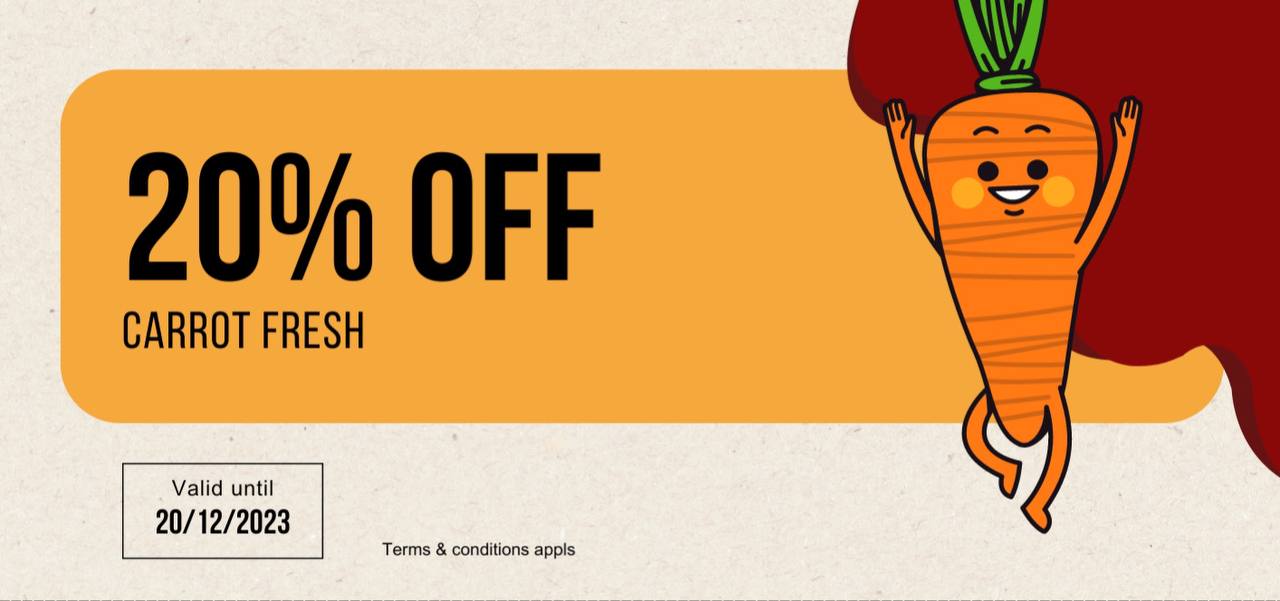 20% OFF
CARROT FRESH
Valid until
20/12/2023
Terms & conditions appls